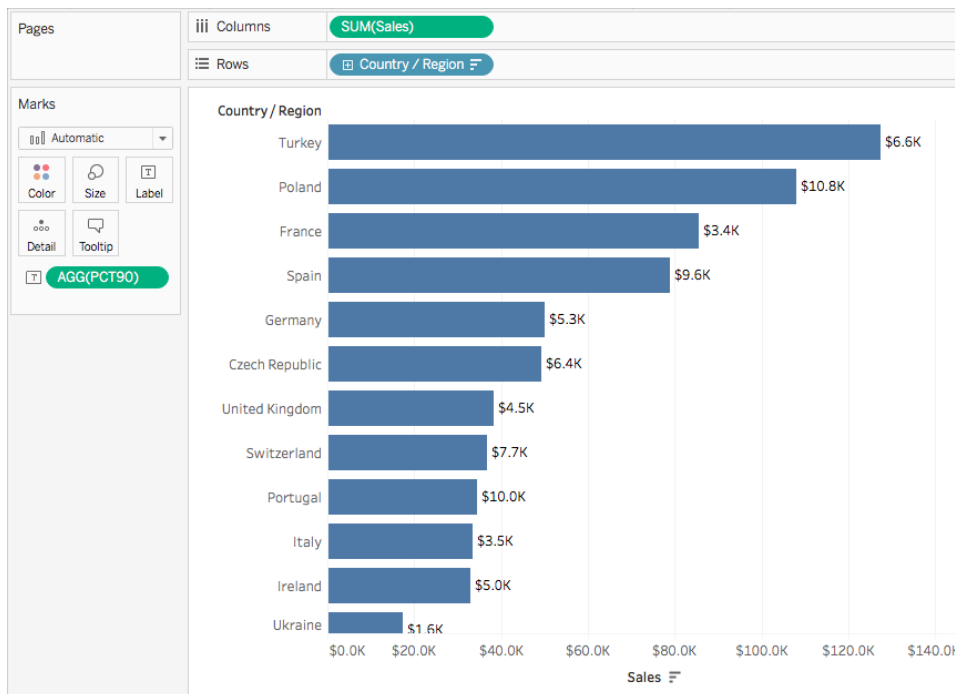 Pages
Columns
SUM(Sales)
Rows
Country / Region
Marks
Automatic
Color
Size
Label
Detail
Tooltip
AGG(PCT90)
Country / Region
Turkey $6.6K
Poland $10.8K
France $3.4K
Spain $9.6K
Germany $5.3K
Czech Republic $6.4K
United Kingdom $4.5K
Switzerland $7.7K
Portugal $10.0K
Italy $3.5K
Ireland $5.0K
Ukraine $1.6K
$0.0K $20.0K $40.0K $60.0K $80.0K $100.0K $120.0K $140.0K
Sales